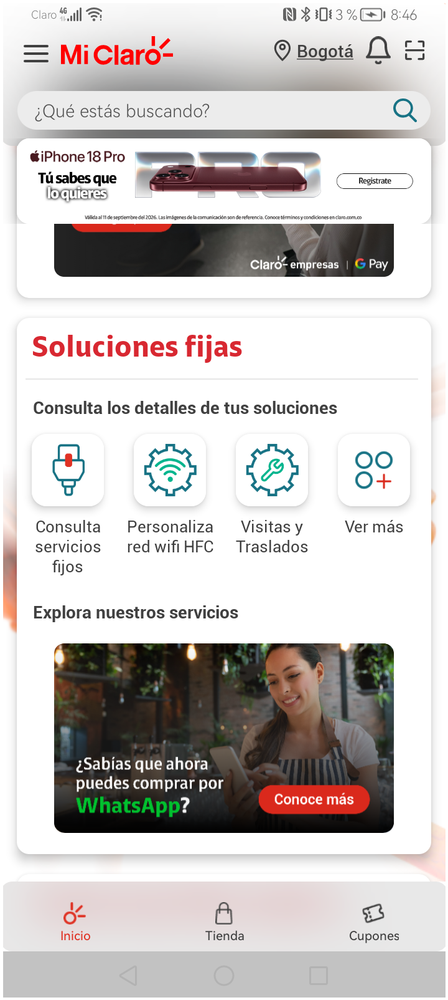 Claro 4G 3 % 8:46
Mi Claro
Bogotá
¿Qué estás buscando?
iPhone 18 Pro
Tú sabes que
lo quieres
PRO
Registrate
Válida al 11 de septiembre del 2026. Las imágenes de la comunicación son de referencia. Conoce términos y condiciones en claro.com.co
Claro empresas | G Pay
Soluciones fijas
Consulta los detalles de tus soluciones
Consulta
servicios
fijos
Personaliza
red wifi HFC
Visitas y
Traslados
Ver más
Explora nuestros servicios
¿Sabías que ahora
puedes comprar por
WhatsApp?
Conoce más
Inicio
Tienda
Cupones